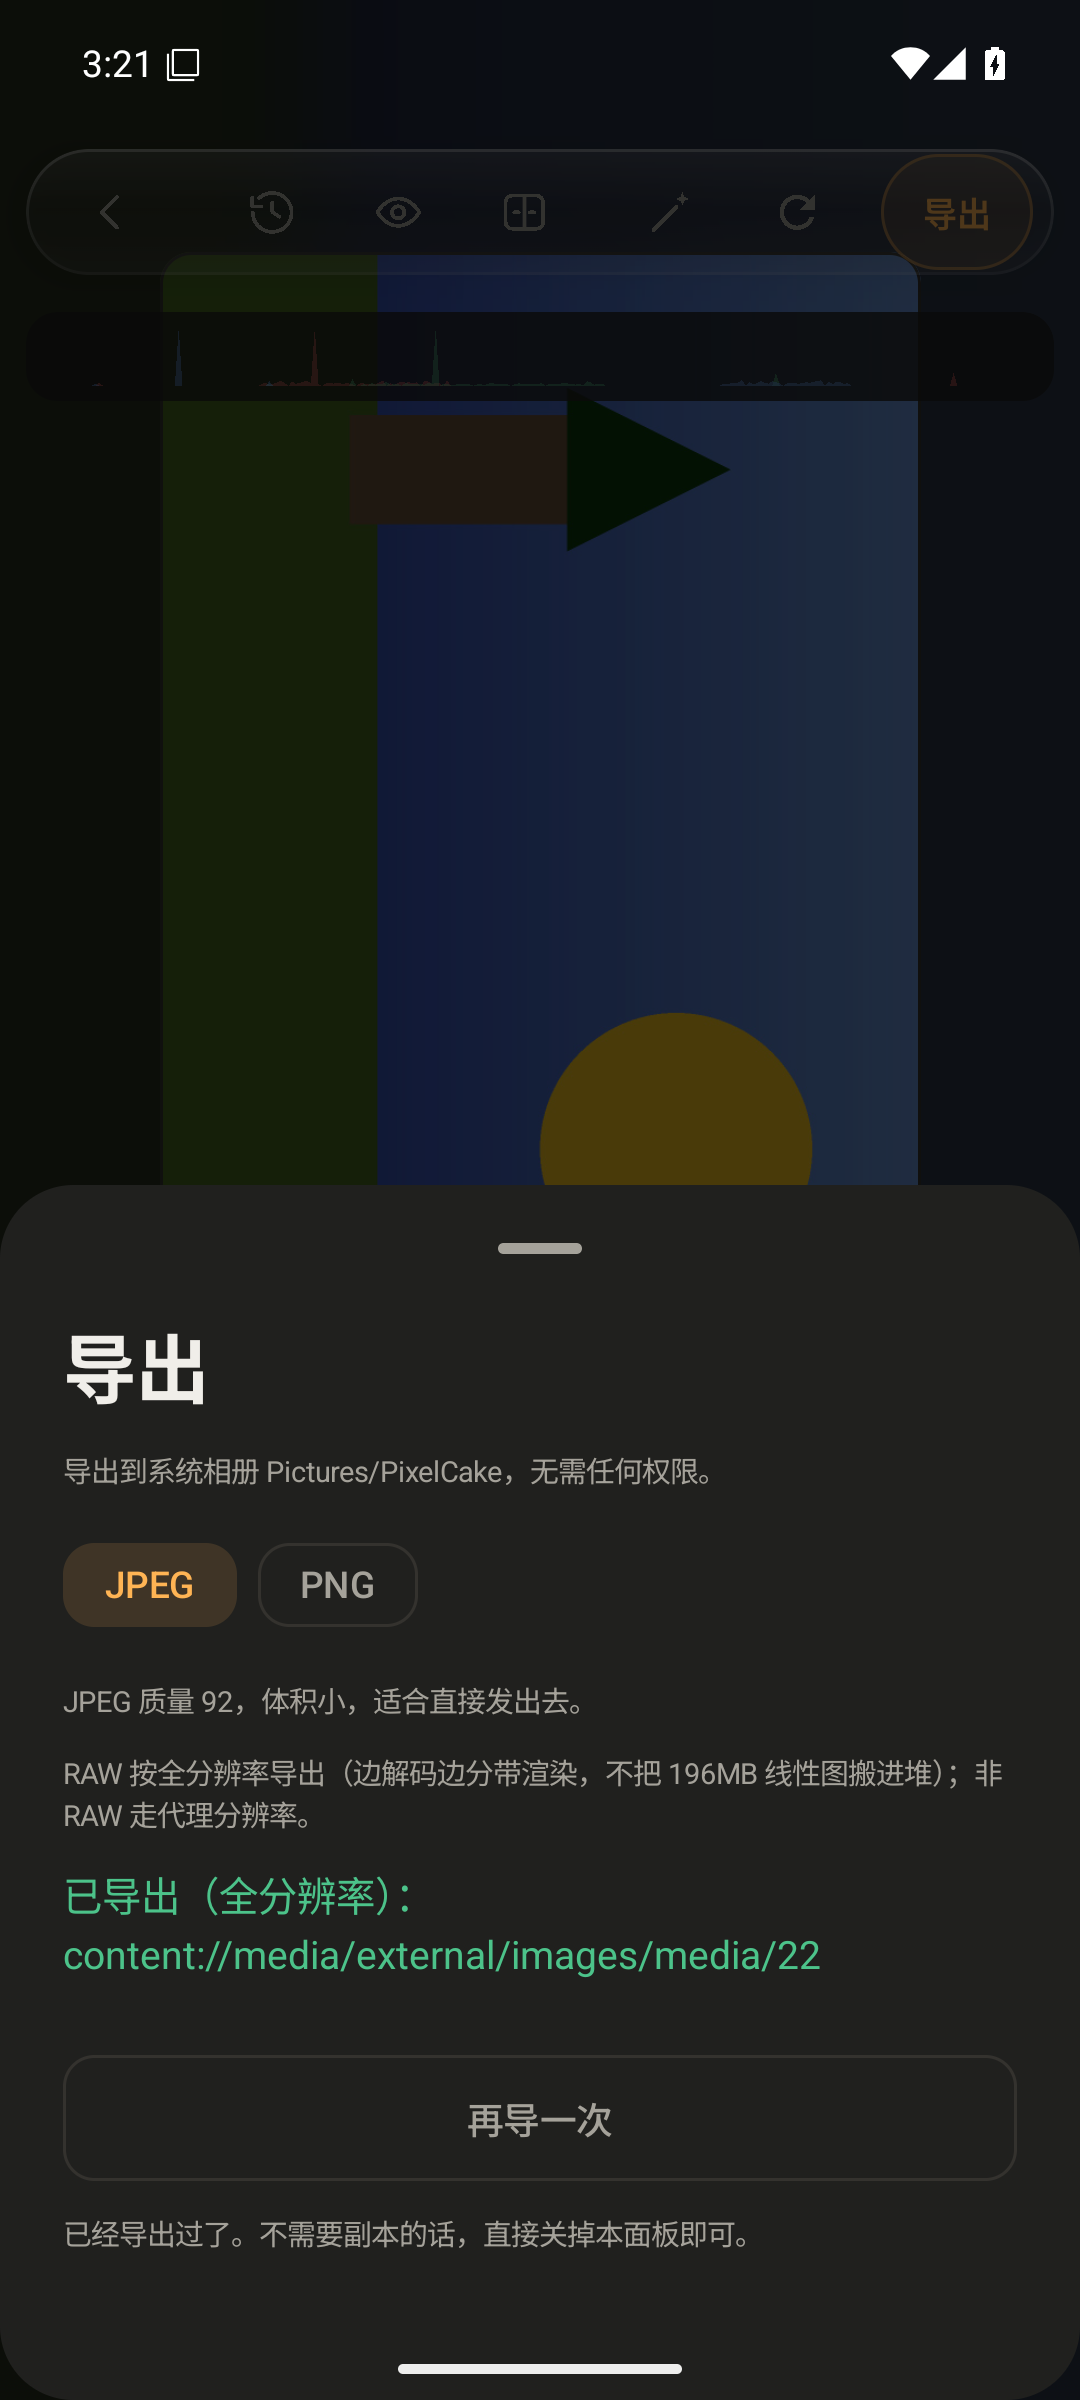 3:21
导出
导出
导出到系统相册 Pictures/PixelCake，无需任何权限。
JPEG
PNG
JPEG 质量 92，体积小，适合直接发出去。
RAW 按全分辨率导出（边解码边分带渲染，不把 196MB 线性图搬进堆）；非
RAW 走代理分辨率。
已导出（全分辨率）：
content://media/external/images/media/22
再导一次
已经导出过了。不需要副本的话，直接关掉本面板即可。